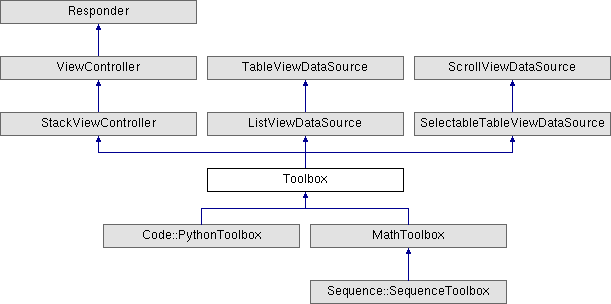 Responder
ViewController
TableViewDataSource
ScrollViewDataSource
StackViewController
ListViewDataSource
SelectableTableViewDataSource
Toolbox
Code::PythonToolbox
MathToolbox
Sequence::SequenceToolbox